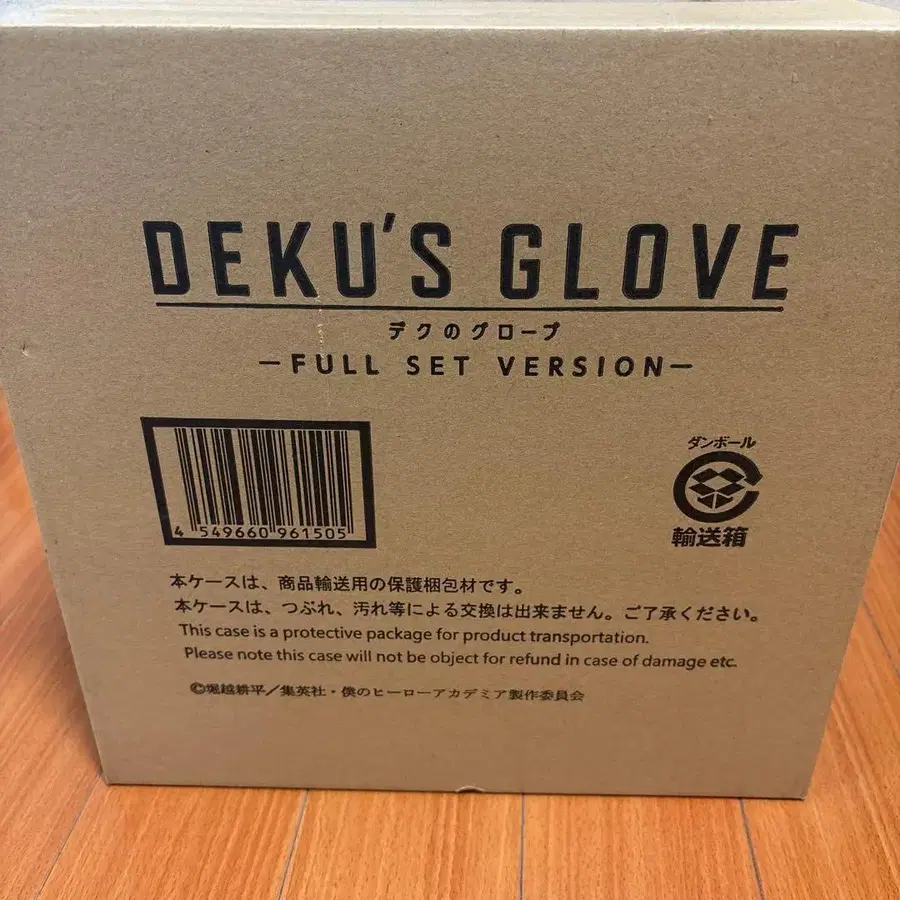 DEKU'S GLOVE
デクのグローブ
—FULL SET VERSION—
4 549660 961505
ダンボール
輸送箱
本ケースは、商品輸送用の保護梱包材です。
本ケースは、つぶれ、汚れ等による交換は出来ません。ご了承ください。
This case is a protective package for product transportation.
Please note this case will not be object for refund in case of damage etc.
©堀越耕平／集英社・僕のヒーローアカデミア製作委員会